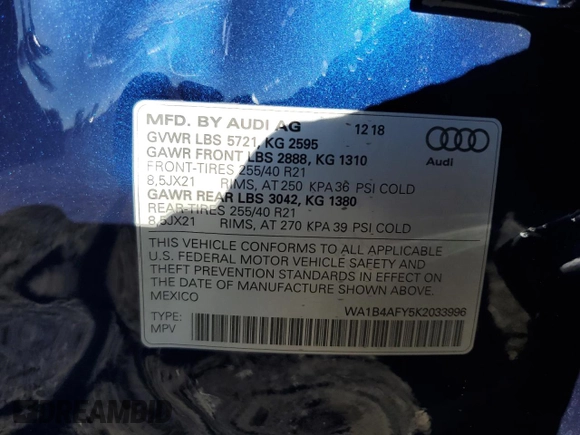 MFD. BY AUDI AG 12 18
GVWR LBS 5721, KG 2595
GAWR FRONT LBS 2888, KG 1310
FRONT-TIRES 255/40 R21
8,5JX21 RIMS, AT 250 KPA 36 PSI COLD
GAWR REAR LBS 3042, KG 1380
REAR-TIRES 255/40 R21
8,5JX21 RIMS, AT 270 KPA 39 PSI COLD
Audi
THIS VEHICLE CONFORMS TO ALL APPLICABLE
U.S. FEDERAL MOTOR VEHICLE SAFETY AND
THEFT PREVENTION STANDARDS IN EFFECT ON
THE DATE OF MANUFACTURE SHOWN ABOVE.
MEXICO
WA1B4AFY5K2033996
TYPE:
MPV
DREAMBID